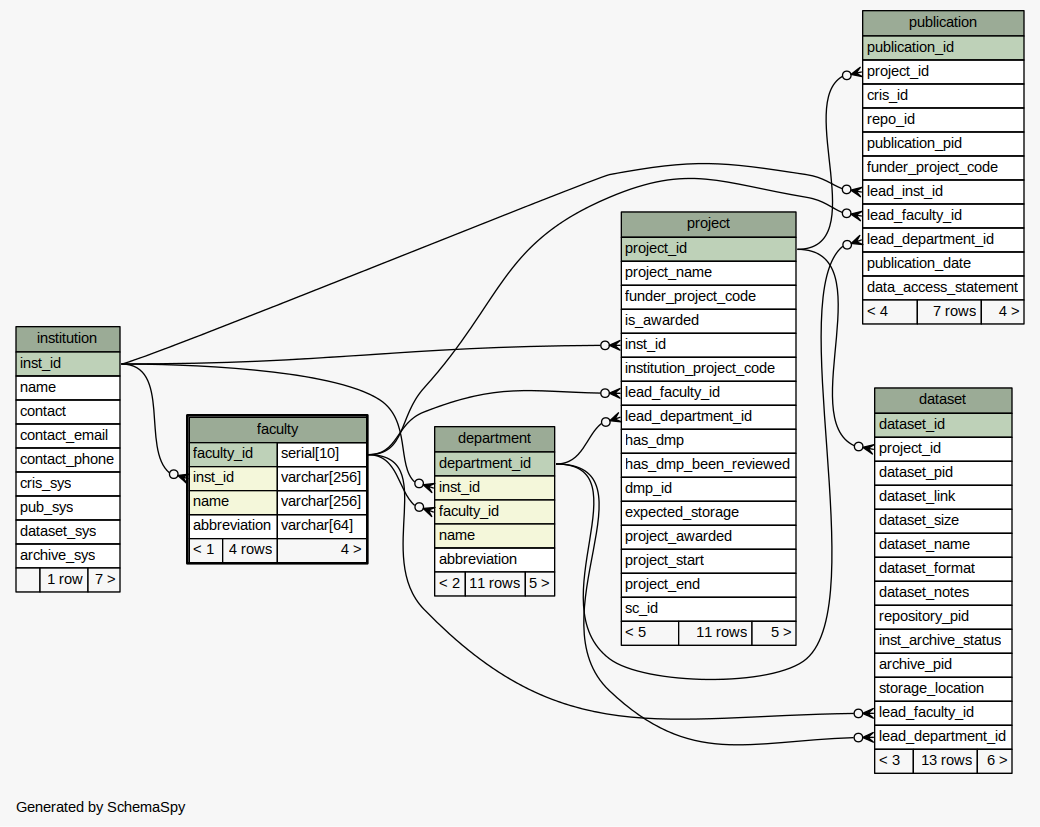 publication
publication_id
project_id
cris_id
repo_id
publication_pid
funder_project_code
lead_inst_id
lead_faculty_id
lead_department_id
publication_date
data_access_statement
< 4 7 rows 4 >
project
project_id
project_name
funder_project_code
is_awarded
inst_id
institution_project_code
lead_faculty_id
lead_department_id
has_dmp
has_dmp_been_reviewed
dmp_id
expected_storage
project_awarded
project_start
project_end
sc_id
< 5 11 rows 5 >
institution
inst_id
name
contact
contact_email
contact_phone
cris_sys
pub_sys
dataset_sys
archive_sys
1 row 7 >
faculty
faculty_id serial[10]
inst_id varchar[256]
name varchar[256]
abbreviation varchar[64]
< 1 4 rows 4 >
department
department_id
inst_id
faculty_id
name
abbreviation
< 2 11 rows 5 >
dataset
dataset_id
project_id
dataset_pid
dataset_link
dataset_size
dataset_name
dataset_format
dataset_notes
repository_pid
inst_archive_status
archive_pid
storage_location
lead_faculty_id
lead_department_id
< 3 13 rows 6 >
Generated by SchemaSpy